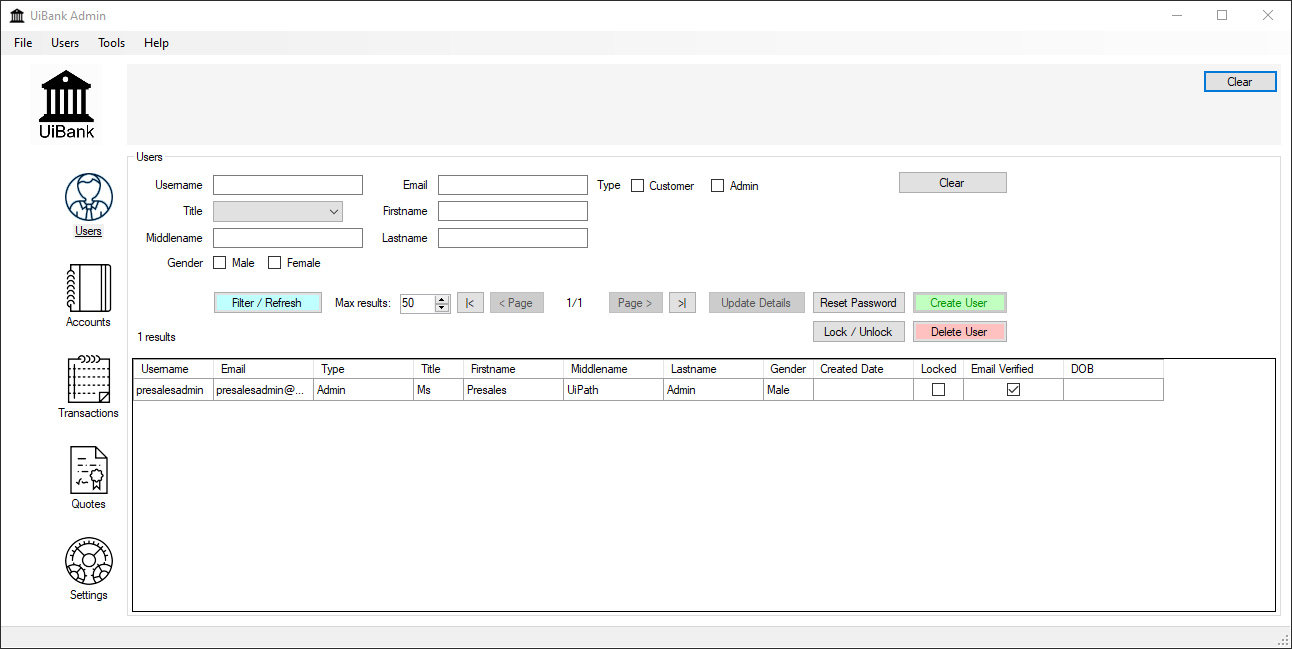 UiBank Admin
File Users Tools Help
Clear
UiBank
Users
Username Email Type Customer Admin Clear
Title Firstname
Middlename Lastname
Gender Male Female
Filter / Refresh Max results: 50 |< < Page 1/1 Page > >| Update Details Reset Password Create User
Lock / Unlock Delete User
1 results
Username Email Type Title Firstname Middlename Lastname Gender Created Date Locked Email Verified DOB
presalesadmin presalesadmin@... Admin Ms Presales UiPath Admin Male
Users
Accounts
Transactions
Quotes
Settings